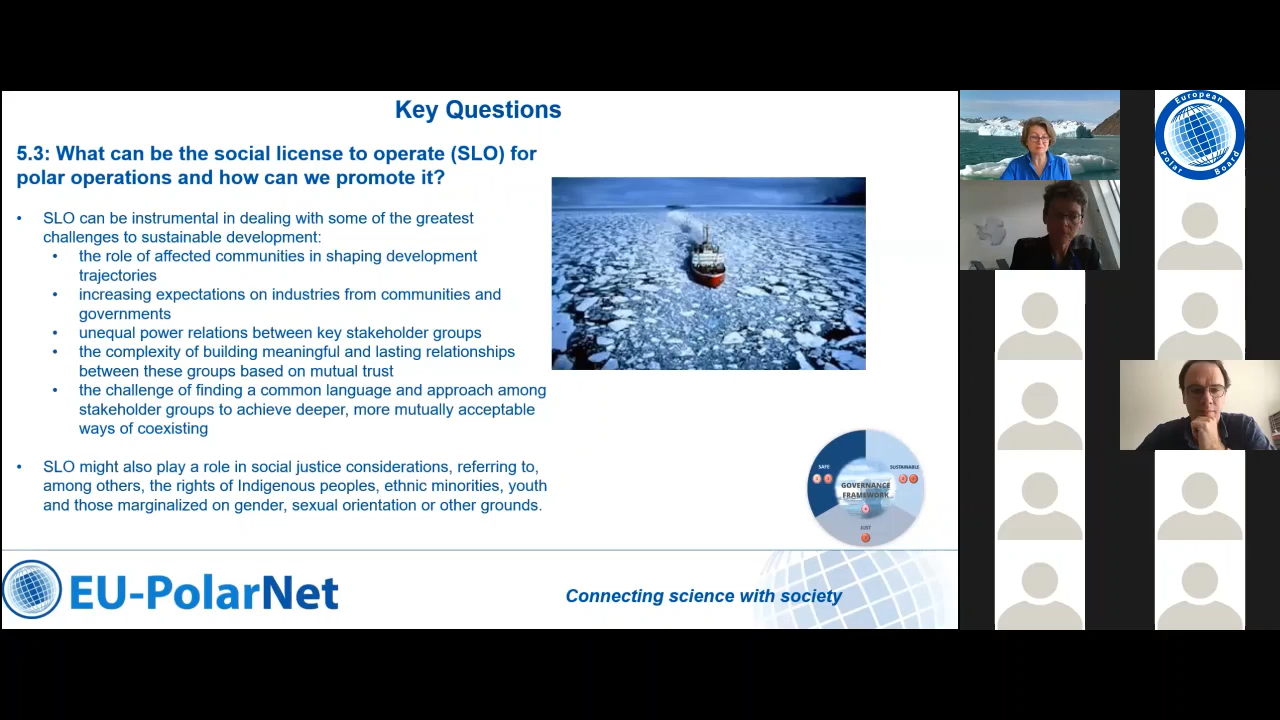 Key Questions
5.3: What can be the social license to operate (SLO) for
polar operations and how can we promote it?
• SLO can be instrumental in dealing with some of the greatest
challenges to sustainable development:
• the role of affected communities in shaping development
trajectories
• increasing expectations on industries from communities and
governments
• unequal power relations between key stakeholder groups
• the complexity of building meaningful and lasting relationships
between these groups based on mutual trust
• the challenge of finding a common language and approach among
stakeholder groups to achieve deeper, more mutually acceptable
ways of coexisting
• SLO might also play a role in social justice considerations, referring to,
among others, the rights of Indigenous peoples, ethnic minorities, youth
and those marginalized on gender, sexual orientation or other grounds.
SAFE
SUSTAINABLE
GOVERNANCE
FRAMEWORK
JUST
EU-PolarNet
Connecting science with society
European
Polar Board